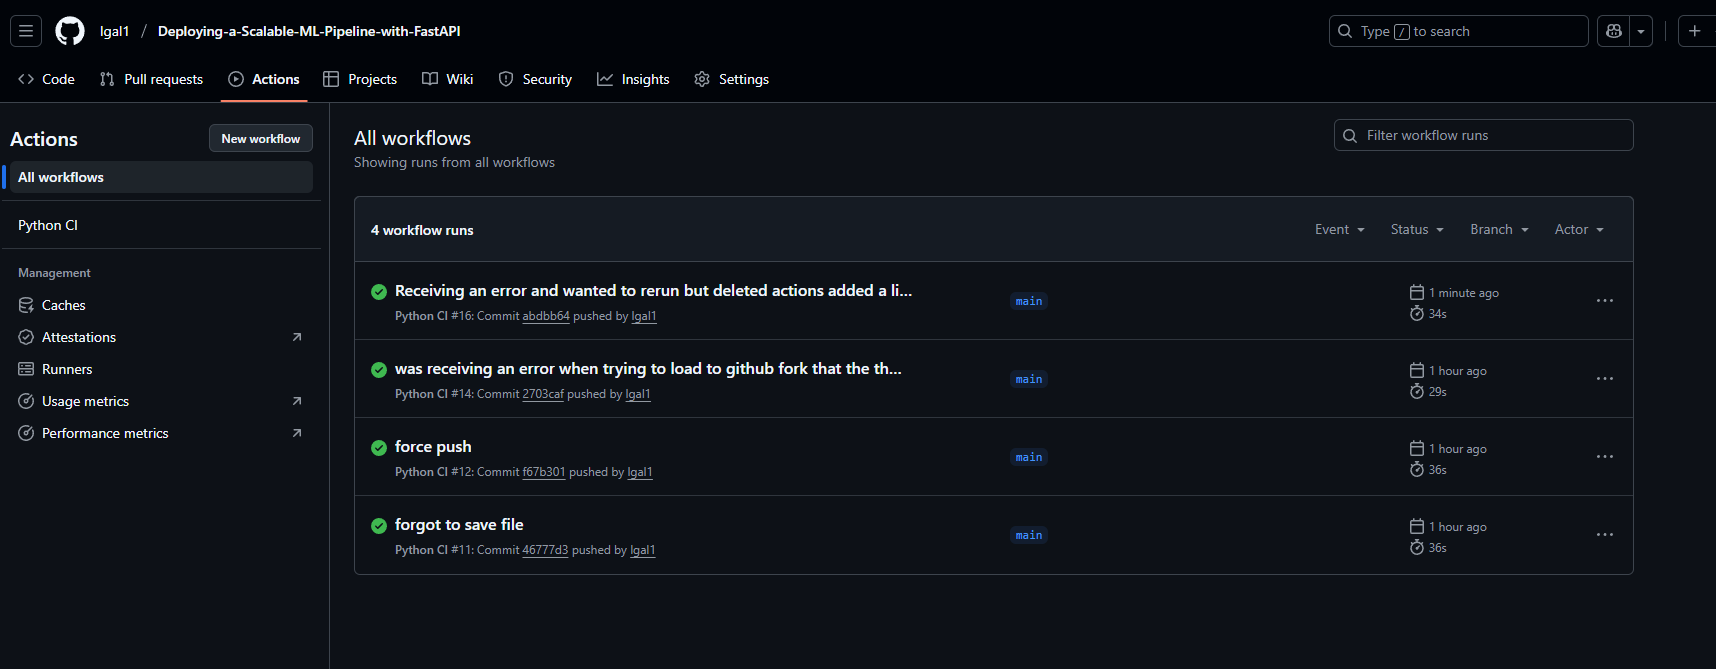 lgal1 / Deploying-a-Scalable-ML-Pipeline-with-FastAPI
Type / to search
Code
Pull requests
Actions
Projects
Wiki
Security
Insights
Settings
Actions
New workflow
All workflows
Python CI
Management
Caches
Attestations
Runners
Usage metrics
Performance metrics
All workflows
Showing runs from all workflows
Filter workflow runs
4 workflow runs
Event
Status
Branch
Actor
Receiving an error and wanted to rerun but deleted actions added a li...
Python CI #16: Commit abdbb64 pushed by lgal1
main
1 minute ago
34s
was receiving an error when trying to load to github fork that the th...
Python CI #14: Commit 2703caf pushed by lgal1
main
1 hour ago
29s
force push
Python CI #12: Commit f67b301 pushed by lgal1
main
1 hour ago
36s
forgot to save file
Python CI #11: Commit 46777d3 pushed by lgal1
main
1 hour ago
36s